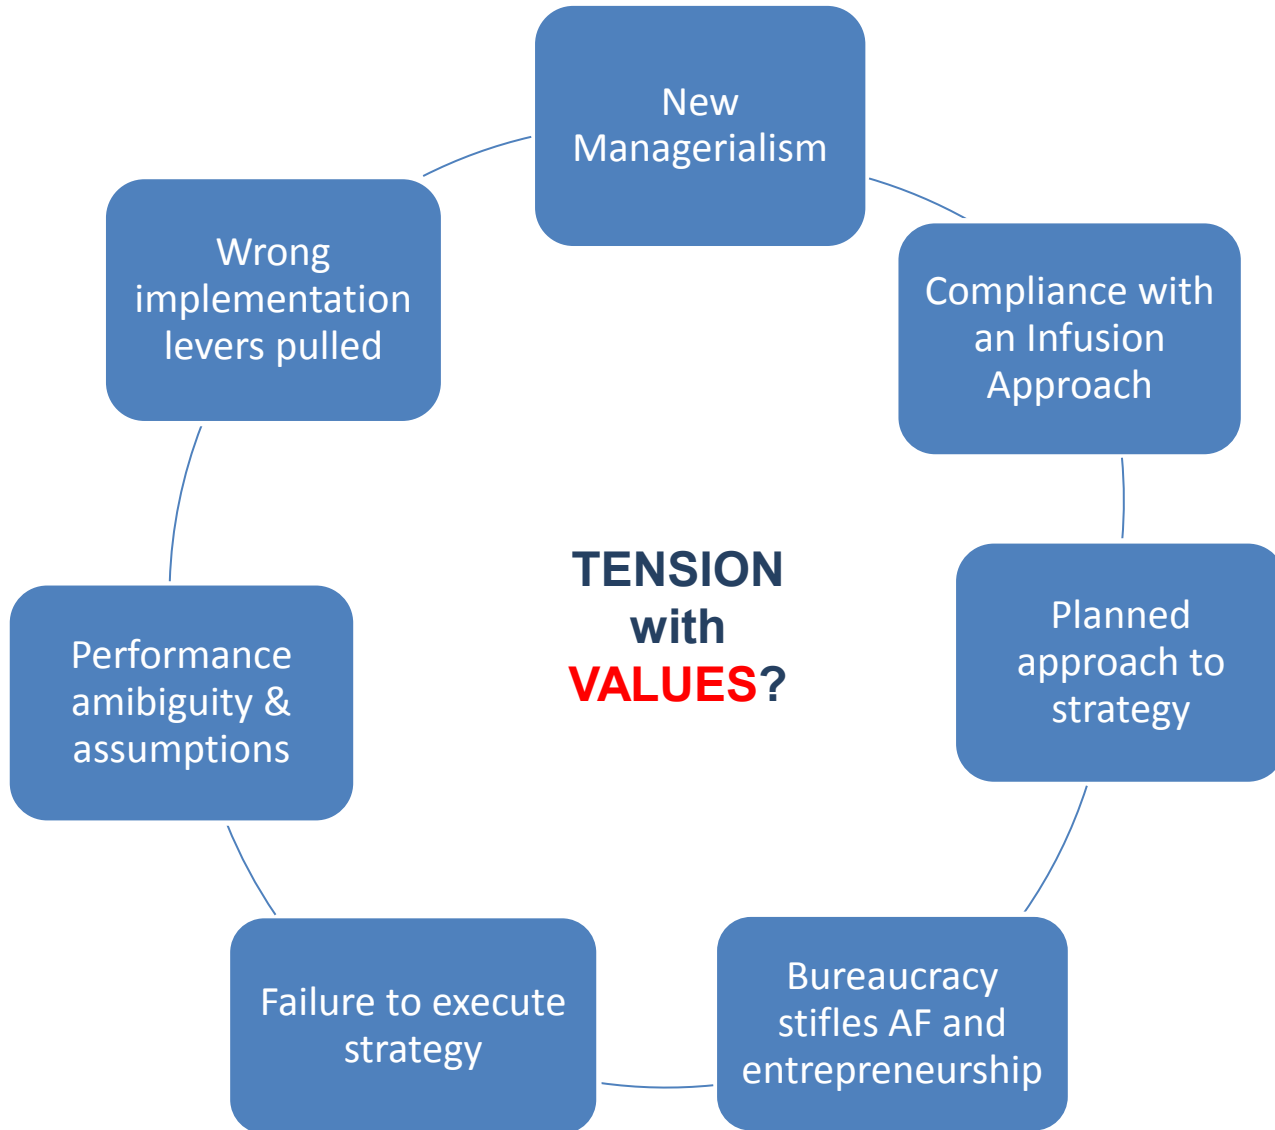 New
Managerialism
Compliance with
an Infusion
Approach
Planned
approach to
strategy
Bureaucracy
stifles AF and
entrepreneurship
Failure to execute
strategy
Performance
amibiguity &
assumptions
Wrong
implementation
levers pulled
TENSION
with
VALUES?